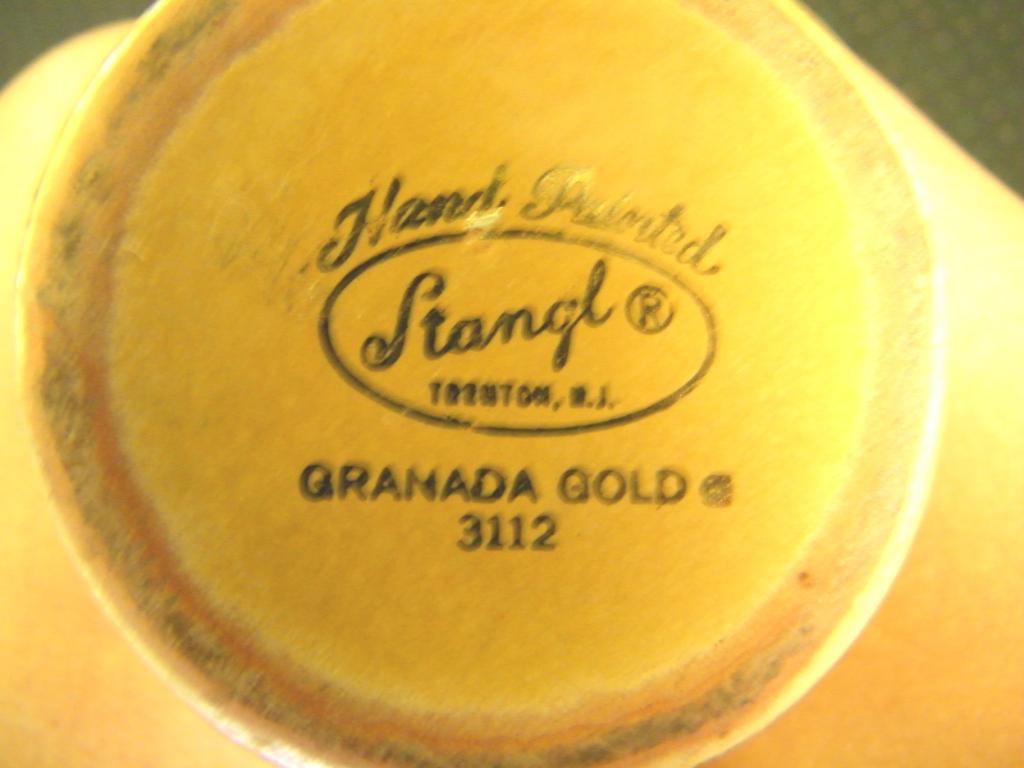 Hand Painted
Stangl ®
TRENTON, N.J.
GRANADA GOLD ©
3112